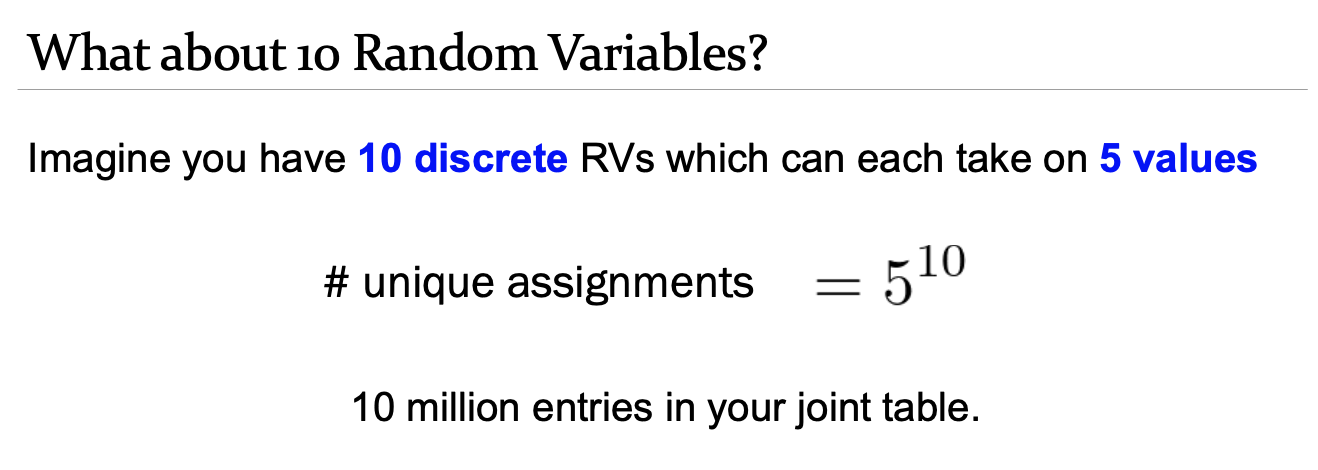 What about 10 Random Variables?
Imagine you have 10 discrete RVs which can each take on 5 values
# unique assignments = 5^10
10 million entries in your joint table.